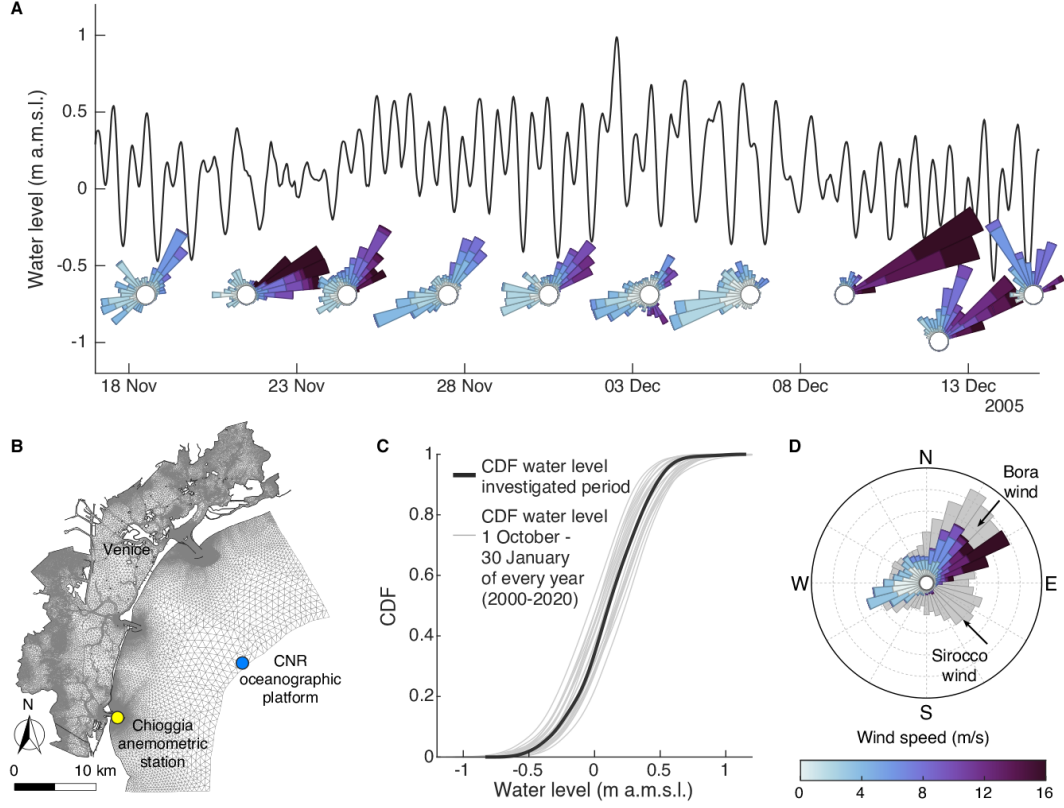 A
Water level (m a.m.s.l.)
1
0.5
0
-0.5
-1
18 Nov
23 Nov
28 Nov
03 Dec
08 Dec
13 Dec
2005
B
Venice
CNR
oceanographic
platform
Chioggia
anemometric
station
N
0
10 km
C
CDF
1
0.8
0.6
0.4
0.2
0
CDF water level
investigated period
CDF water level
1 October -
30 January
of every year
(2000-2020)
-1
-0.5
0
0.5
1
Water level (m a.m.s.l.)
D
N
Bora
wind
W
E
Sirocco
wind
S
Wind speed (m/s)
0
4
8
12
16